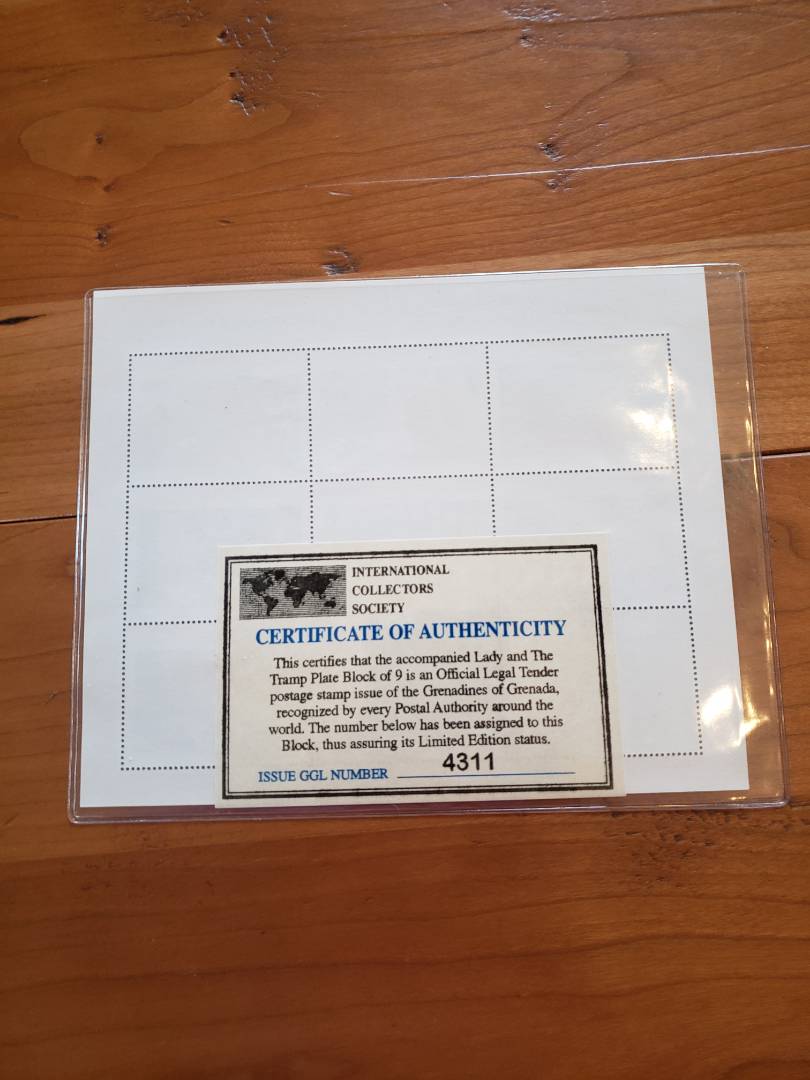 INTERNATIONAL
COLLECTORS
SOCIETY
CERTIFICATE OF AUTHENTICITY
This certifies that the accompanied Lady and The
Tramp Plate Block of 9 is an Official Legal Tender
postage stamp issue of the Grenadines of Grenada,
recognized by every Postal Authority around the
world. The number below has been assigned to this
Block, thus assuring its Limited Edition status.
ISSUE GGL NUMBER 4311